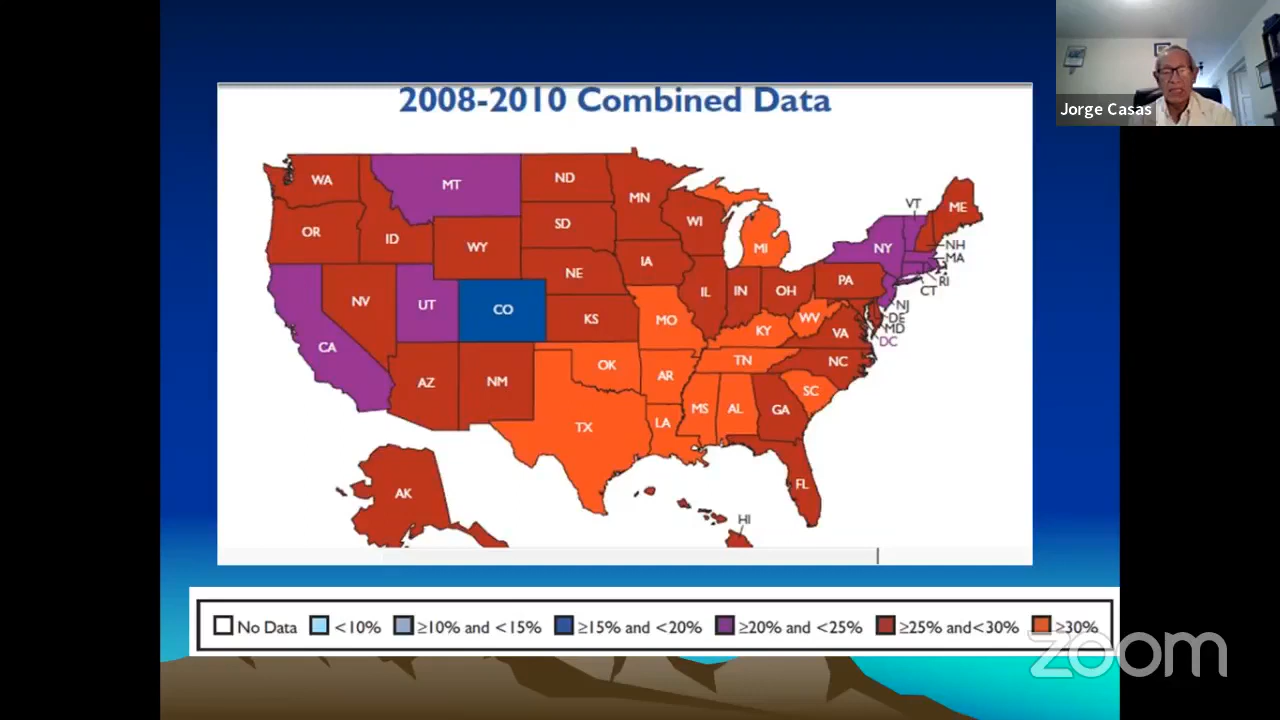 2008-2010 Combined Data
Jorge Casas
WA
MT
ND
MN
VT
ME
OR
ID
SD
WI
NY
NH
WY
MI
MA
IA
RI
NE
PA
CT
NV
UT
CO
IL
IN
OH
NJ
KS
MO
WV
DE
CA
KY
VA
MD
DC
OK
TN
NC
AZ
NM
AR
SC
MS
AL
GA
TX
LA
AK
FL
HI
No Data <10% ≥10% and <15% ≥15% and <20% ≥20% and <25% ≥25% and<30% ≥30%
zoom